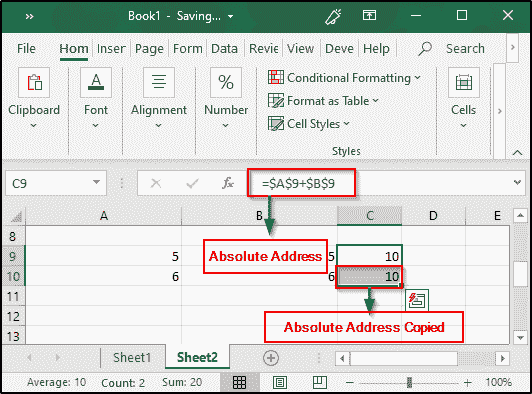 Book1 - Saving...
File Hom Inser Page Form Data Revie View Deve Help Search
Clipboard Font Alignment Number Conditional Formatting Format as Table Cell Styles Styles Cells
C9 fx =$A$9+$B$9
A B C D E
8
9 5 5 10
Absolute Address
10 6 6 10
11
Absolute Address Copied
12
13
Sheet1 Sheet2
Average: 10 Count: 2 Sum: 20 100%